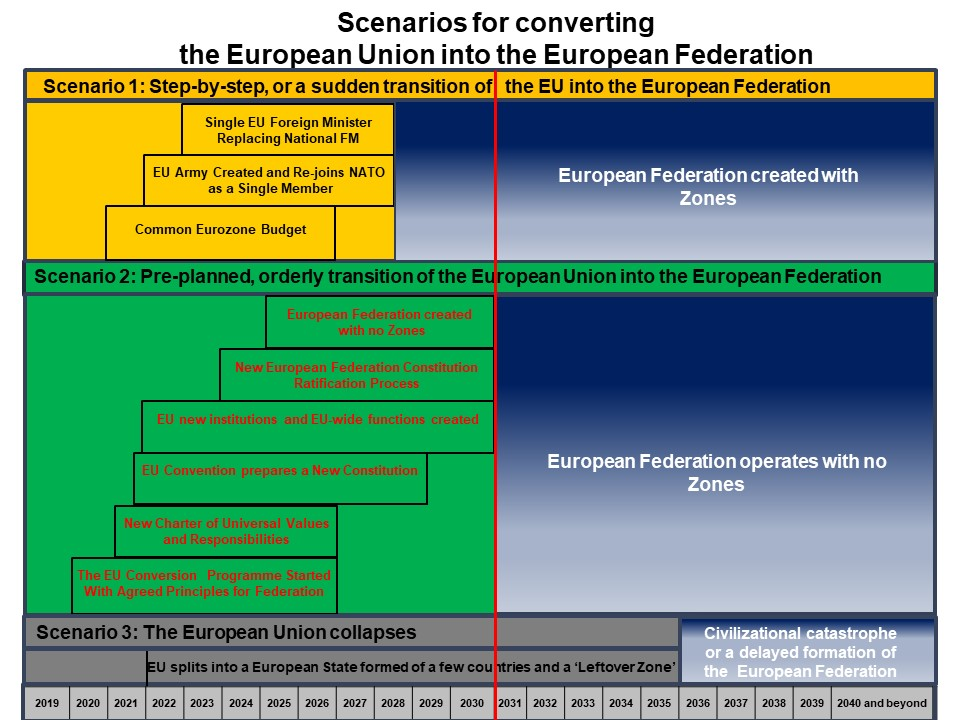 Scenarios for converting
the European Union into the European Federation
Scenario 1: Step-by-step, or a sudden transition of the EU into the European Federation
Single EU Foreign Minister
Replacing National FM
EU Army Created and Re-joins NATO
as a Single Member
Common Eurozone Budget
European Federation created with
Zones
Scenario 2: Pre-planned, orderly transition of the European Union into the European Federation
European Federation created
with no Zones
New European Federation Constitution
Ratification Process
EU new institutions and EU-wide functions created
EU Convention prepares a New Constitution
New Charter of Universal Values
and Responsibilities
The EU Conversion Programme Started
With Agreed Principles for Federation
European Federation operates with no
Zones
Scenario 3: The European Union collapses
EU splits into a European State formed of a few countries and a ‘Leftover Zone’
Civilizational catastrophe
or a delayed formation of
the European Federation
2019 2020 2021 2022 2023 2024 2025 2026 2027 2028 2029 2030 2031 2032 2033 2034 2035 2036 2037 2038 2039 2040 and beyond